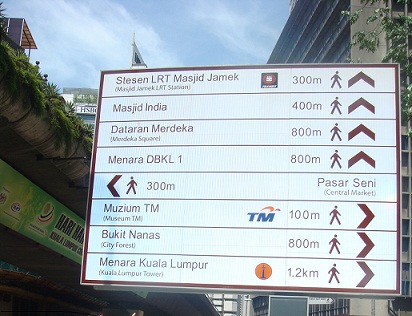 HSBC
Stesen LRT Masjid Jamek 300m
(Masjid Jamek LRT Station)
Masjid India 400m
Dataran Merdeka 800m
(Merdeka Square)
Menara DBKL 1 800m
300m Pasar Seni
(Central Market)
Muzium TM TM 100m
(Museum TM)
Bukit Nanas 800m
(City Forest)
Menara Kuala Lumpur 1.2km
(Kuala Lumpur Tower)
HARI